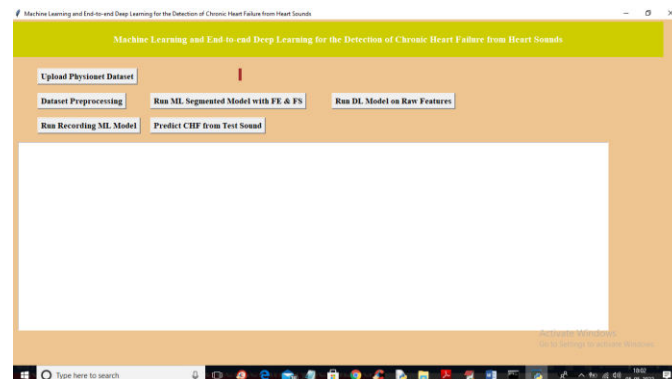 Machine Learning and End-to-end Deep Learning for the Detection of Chronic Heart Failure from Heart Sounds
Machine Learning and End-to-end Deep Learning for the Detection of Chronic Heart Failure from Heart Sounds
Upload Physionet Dataset
Dataset Preprocessing
Run ML Segmented Model with FE & FS
Run DL Model on Raw Features
Run Recording ML Model
Predict CHF from Test Sound
Activate Windows
Go to Settings to activate Windows.
Type here to search
18:02